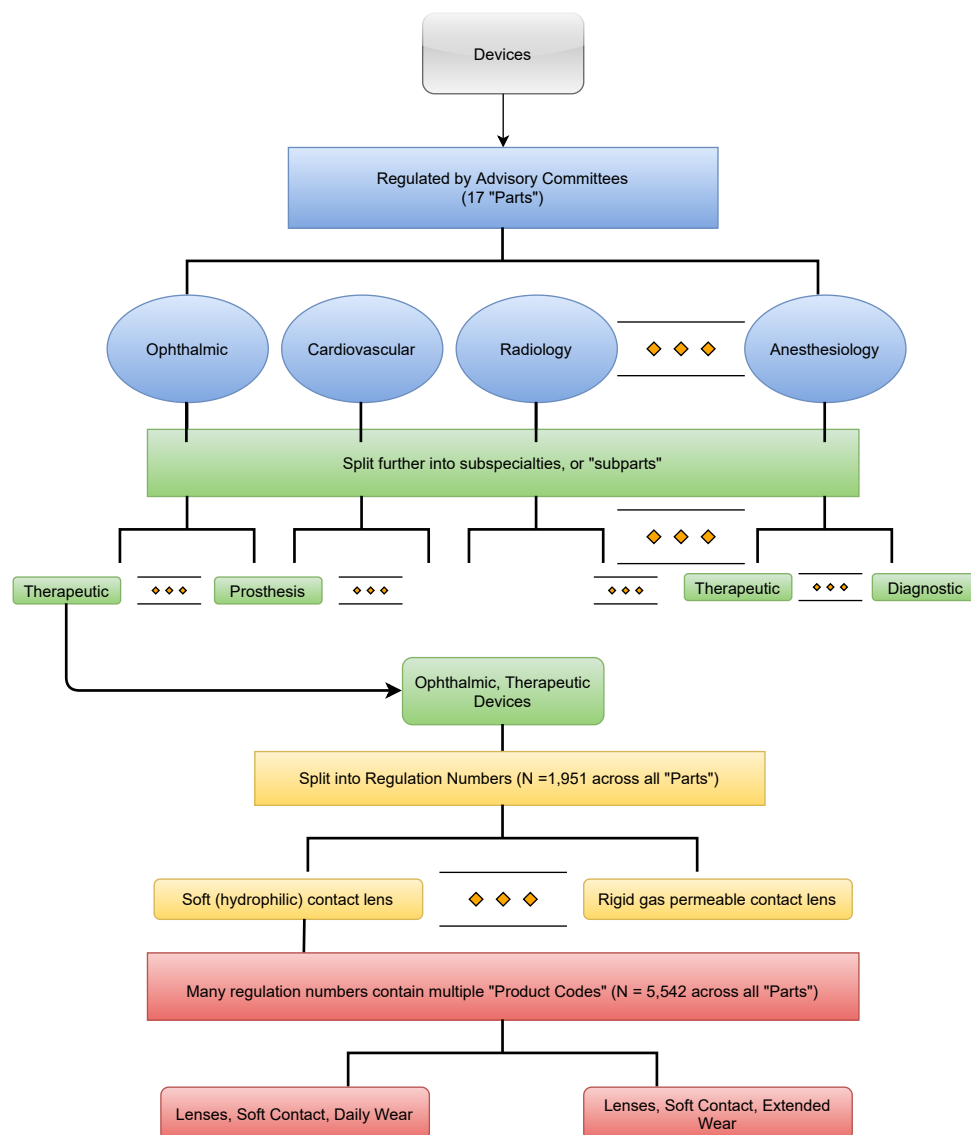 Devices
Regulated by Advisory Committees
(17 "Parts")
Ophthalmic
Cardiovascular
Radiology
Anesthesiology
Split further into subspecialties, or "subparts"
Therapeutic
Prosthesis
Therapeutic
Diagnostic
Ophthalmic, Therapeutic
Devices
Split into Regulation Numbers (N =1,951 across all "Parts")
Soft (hydrophilic) contact lens
Rigid gas permeable contact lens
Many regulation numbers contain multiple "Product Codes" (N = 5,542 across all "Parts")
Lenses, Soft Contact, Daily Wear
Lenses, Soft Contact, Extended
Wear